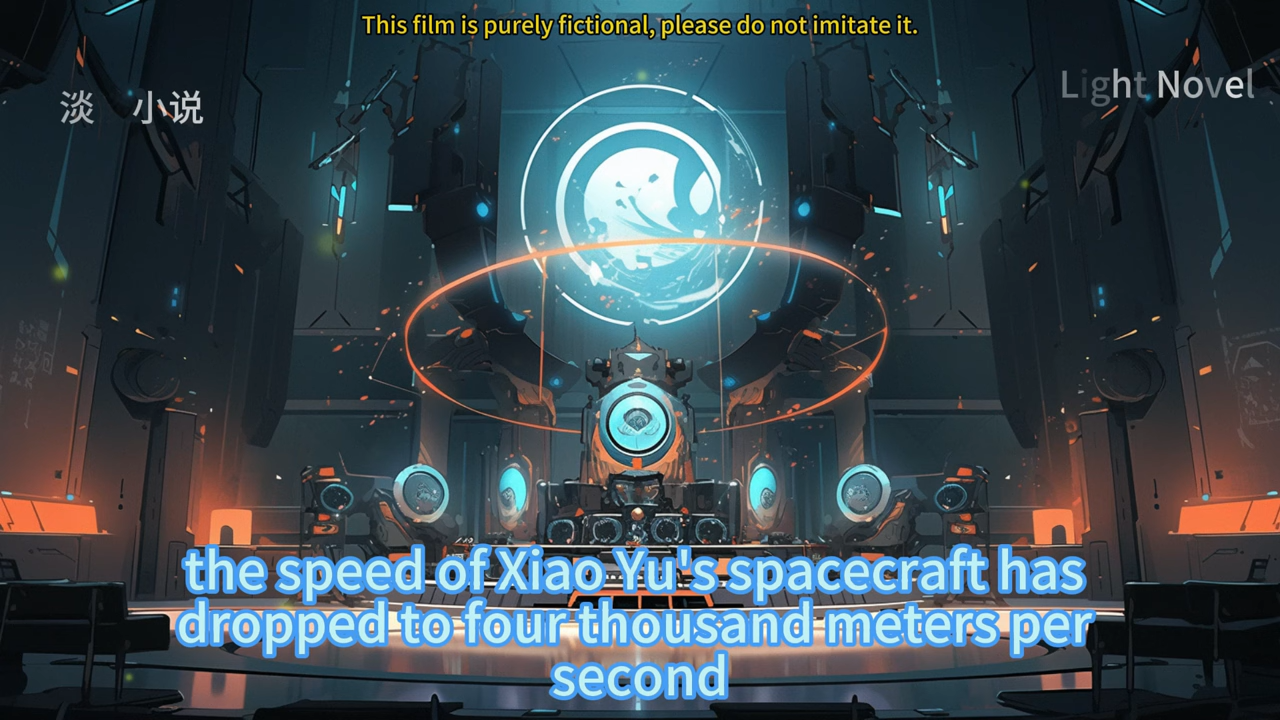 This film is purely fictional, please do not imitate it.
淡 小说
Light Novel
the speed of Xiao Yu's spacecraft has
dropped to four thousand meters per
second